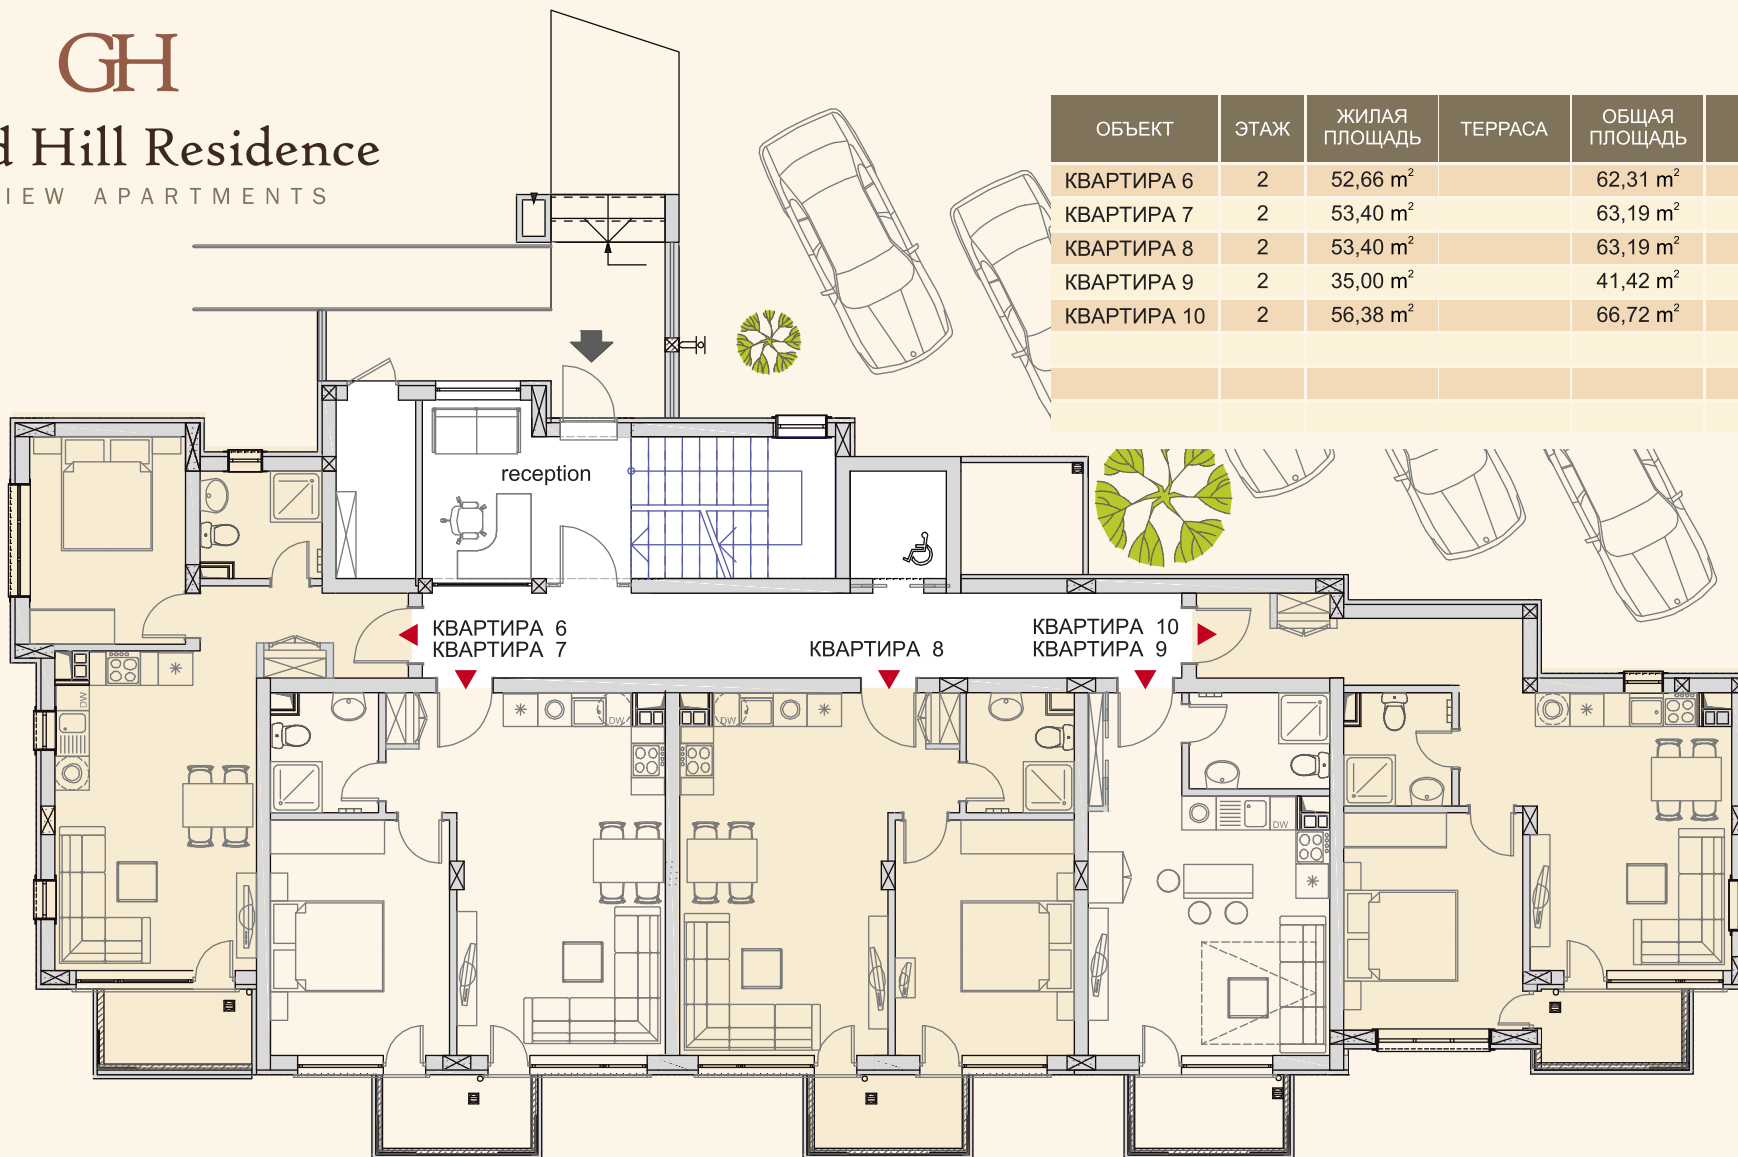 GH
d Hill Residence
IEW APARTMENTS
ОБЪЕКТ ЭТАЖ ЖИЛАЯ ПЛОЩАДЬ ТЕРРАСА ОБЩАЯ ПЛОЩАДЬ
КВАРТИРА 6 2 52,66 m² 62,31 m²
КВАРТИРА 7 2 53,40 m² 63,19 m²
КВАРТИРА 8 2 53,40 m² 63,19 m²
КВАРТИРА 9 2 35,00 m² 41,42 m²
КВАРТИРА 10 2 56,38 m² 66,72 m²
reception
КВАРТИРА 6
КВАРТИРА 7
КВАРТИРА 8
КВАРТИРА 10
КВАРТИРА 9
DW
DW
DW
DW